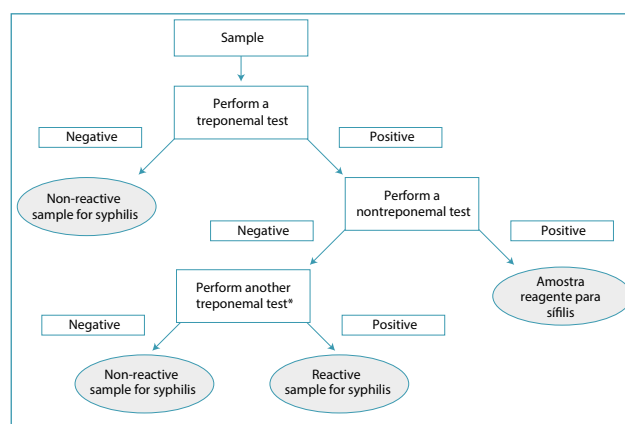 Sample
Perform a
treponemal test
Negative
Positive
Non-reactive
sample for syphilis
Perform a
nontreponemal test
Negative
Positive
Perform another
treponemal test*
Amostra
reagente para
sífilis
Negative
Positive
Non-reactive
sample for syphilis
Reactive
sample for syphilis